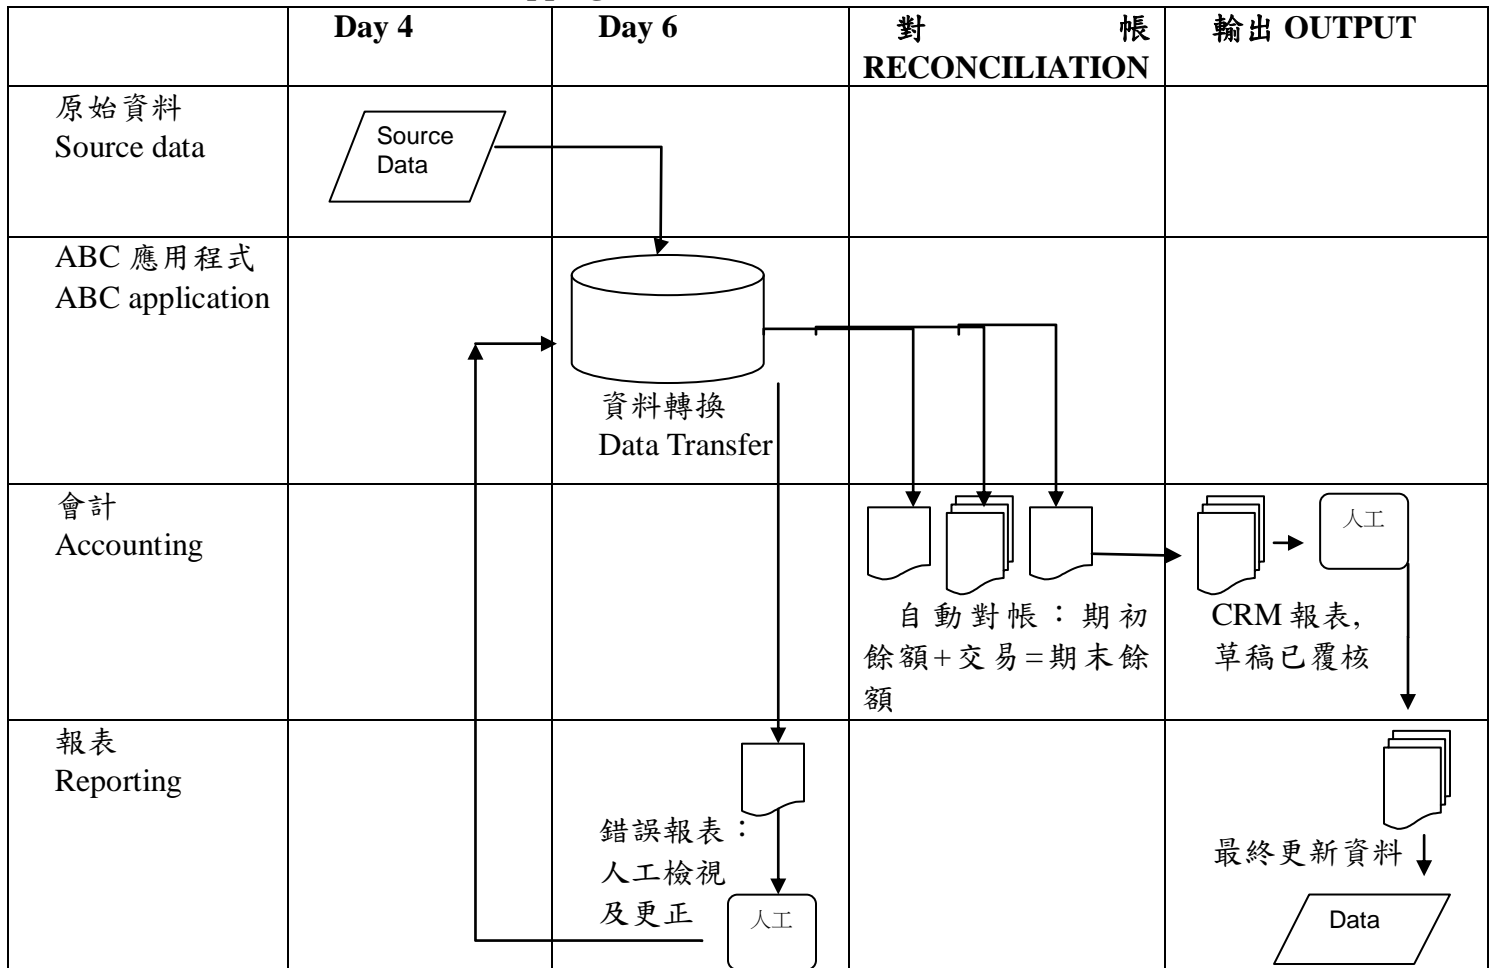 Day 4
Day 6
對 帳
RECONCILIATION
輸出 OUTPUT
原始資料
Source data
Source
Data
ABC 應用程式
ABC application
資料轉換
Data Transfer
會計
Accounting
自動對帳：期初
餘額+交易=期末餘
額
人工
CRM 報表,
草稿已覆核
報表
Reporting
錯誤報表：
人工檢視
及更正
人工
最終更新資料
Data